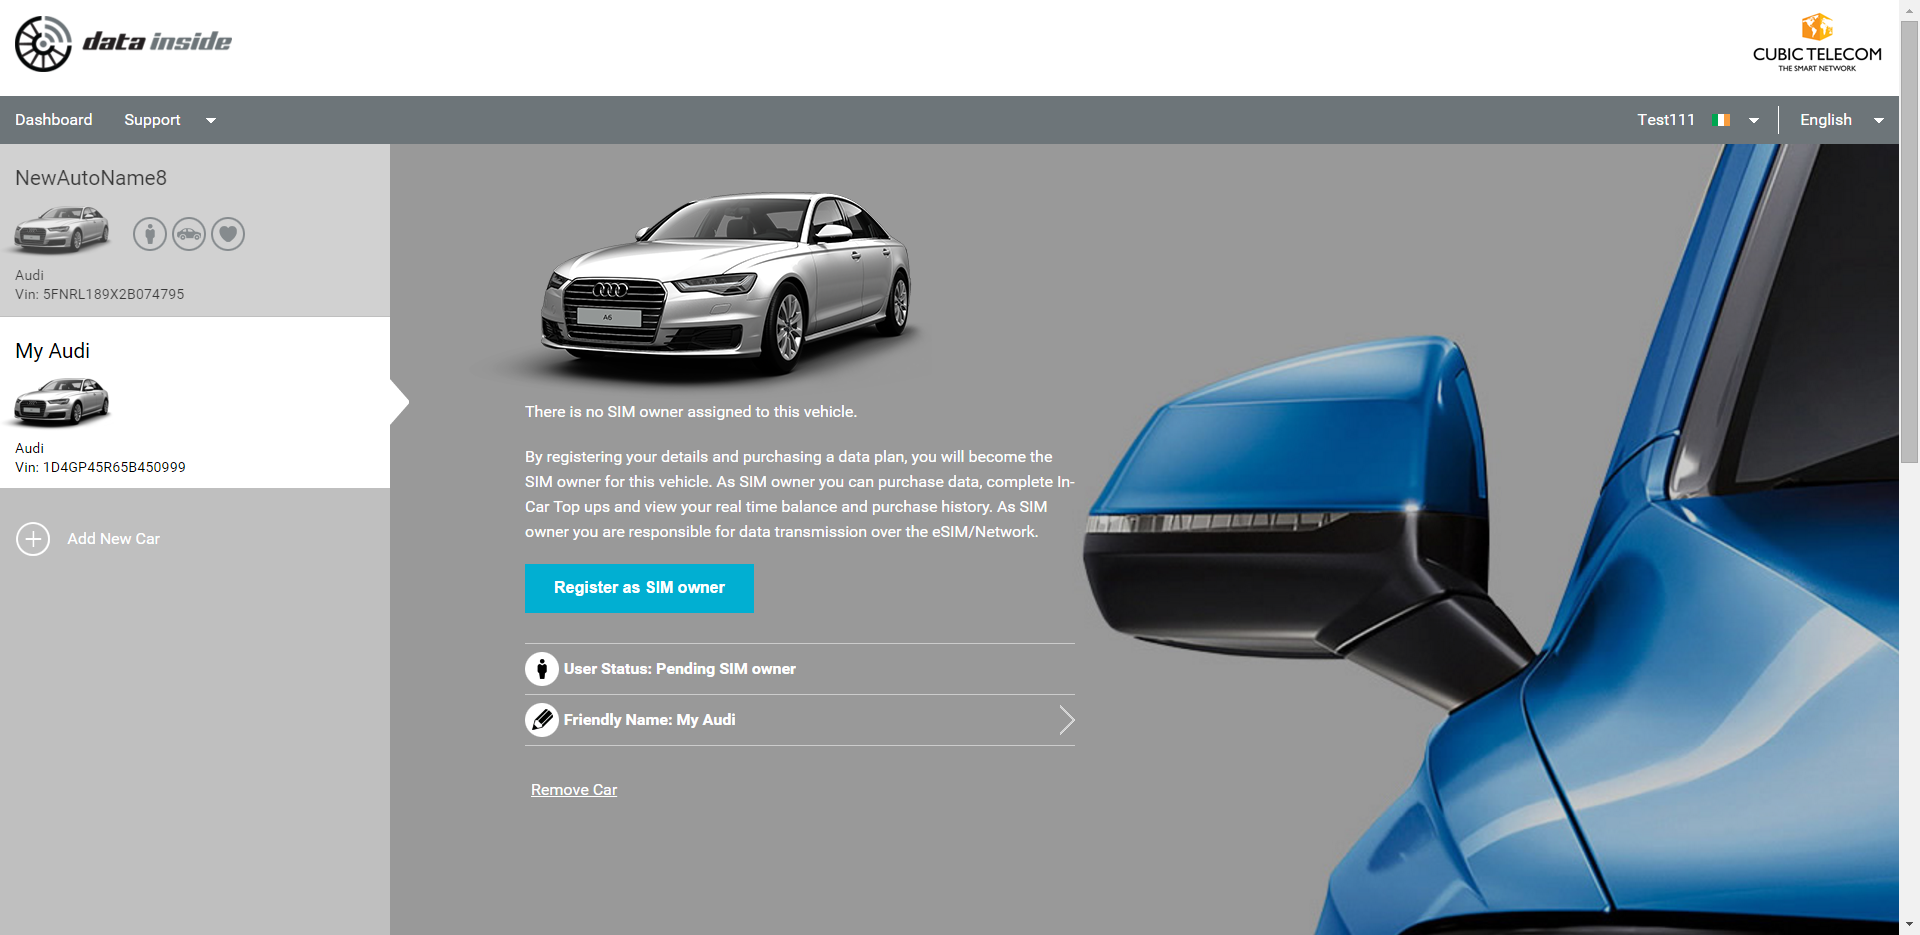 data inside
CUBIC TELECOM
THE SMART NETWORK
Dashboard
Support
Test111
English
NewAutoName8
Audi
Vin: 5FNRL189X2B074795
My Audi
Audi
Vin: 1D4GP45R65B450999
Add New Car
A6
There is no SIM owner assigned to this vehicle.
By registering your details and purchasing a data plan, you will become the
SIM owner for this vehicle. As SIM owner you can purchase data, complete In-
Car Top ups and view your real time balance and purchase history. As SIM
owner you are responsible for data transmission over the eSIM/Network.
Register as SIM owner
User Status: Pending SIM owner
Friendly Name: My Audi
Remove Car